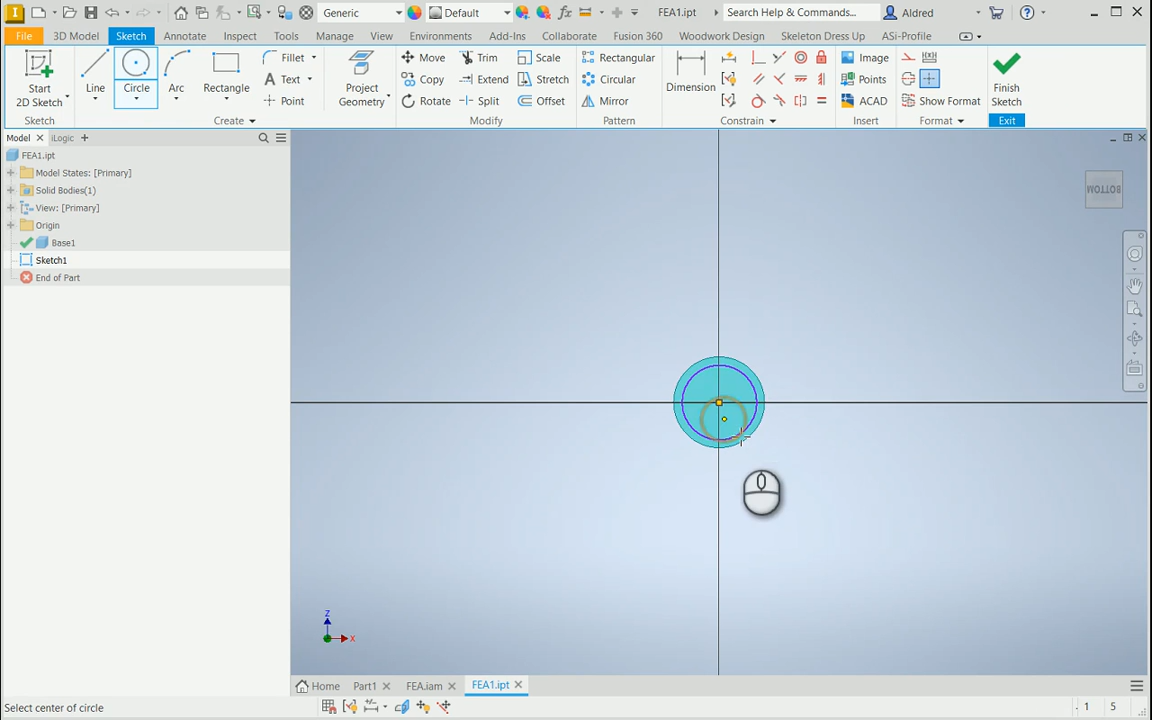 Generic
Default
FEA1.ipt
Search Help & Commands...
Aldred
File
3D Model
Sketch
Annotate
Inspect
Tools
Manage
View
Environments
Add-Ins
Collaborate
Fusion 360
Woodwork Design
Skeleton Dress Up
ASi-Profile
Start
2D Sketch
Line
Circle
Arc
Rectangle
Fillet
Text
Point
Project
Geometry
Move
Copy
Rotate
Trim
Extend
Split
Scale
Stretch
Offset
Rectangular
Circular
Mirror
Dimension
Image
Points
ACAD
Show Format
Finish
Sketch
Sketch
Create
Modify
Pattern
Constrain
Insert
Format
Exit
Model
iLogic
FEA1.ipt
Model States: [Primary]
Solid Bodies(1)
View: [Primary]
Origin
Base1
Sketch1
End of Part
BOTTOM
Z
X
Home
Part1
FEA.iam
FEA1.ipt
Select center of circle
1
5